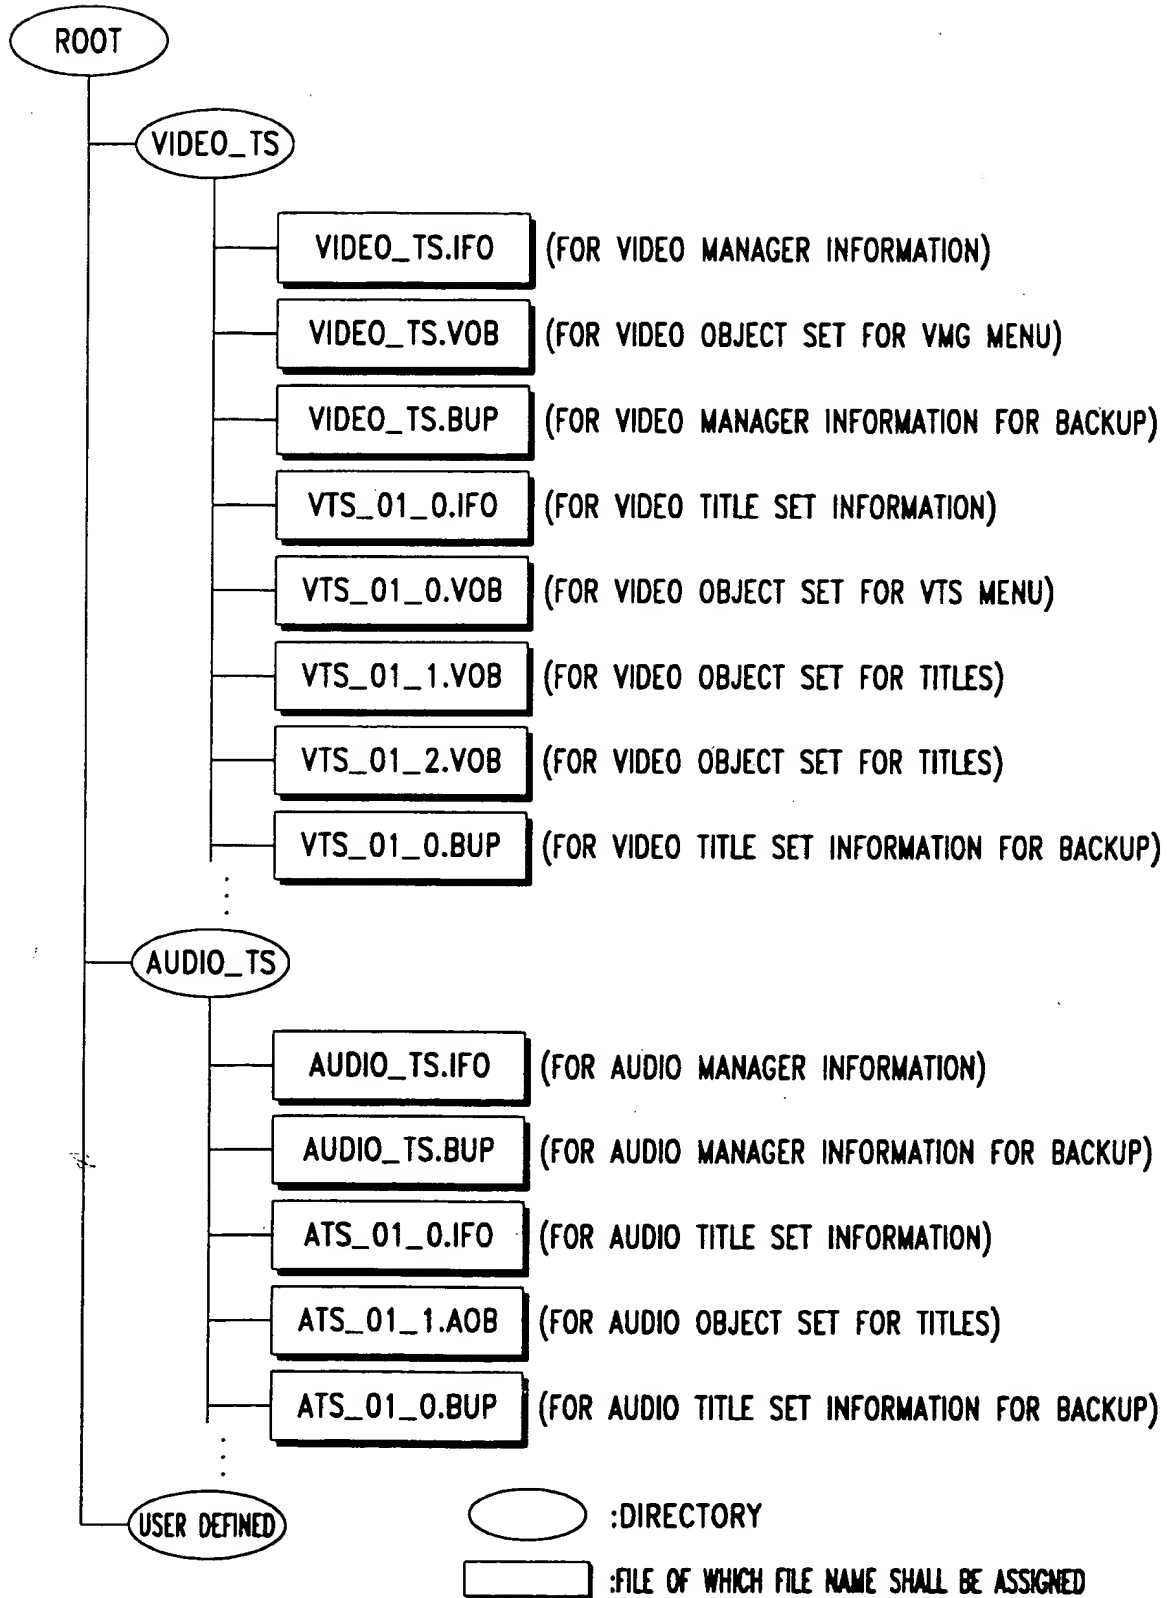 ROOT
VIDEO_TS
VIDEO_TS.IFO (FOR VIDEO MANAGER INFORMATION)
VIDEO_TS.VOB (FOR VIDEO OBJECT SET FOR VMG MENU)
VIDEO_TS.BUP (FOR VIDEO MANAGER INFORMATION FOR BACKUP)
VTS_01_0.IFO (FOR VIDEO TITLE SET INFORMATION)
VTS_01_0.VOB (FOR VIDEO OBJECT SET FOR VTS MENU)
VTS_01_1.VOB (FOR VIDEO OBJECT SET FOR TITLES)
VTS_01_2.VOB (FOR VIDEO OBJECT SET FOR TITLES)
VTS_01_0.BUP (FOR VIDEO TITLE SET INFORMATION FOR BACKUP)
AUDIO_TS
AUDIO_TS.IFO (FOR AUDIO MANAGER INFORMATION)
AUDIO_TS.BUP (FOR AUDIO MANAGER INFORMATION FOR BACKUP)
ATS_01_0.IFO (FOR AUDIO TITLE SET INFORMATION)
ATS_01_1.AOB (FOR AUDIO OBJECT SET FOR TITLES)
ATS_01_0.BUP (FOR AUDIO TITLE SET INFORMATION FOR BACKUP)
USER DEFINED
:DIRECTORY
:FILE OF WHICH FILE NAME SHALL BE ASSIGNED